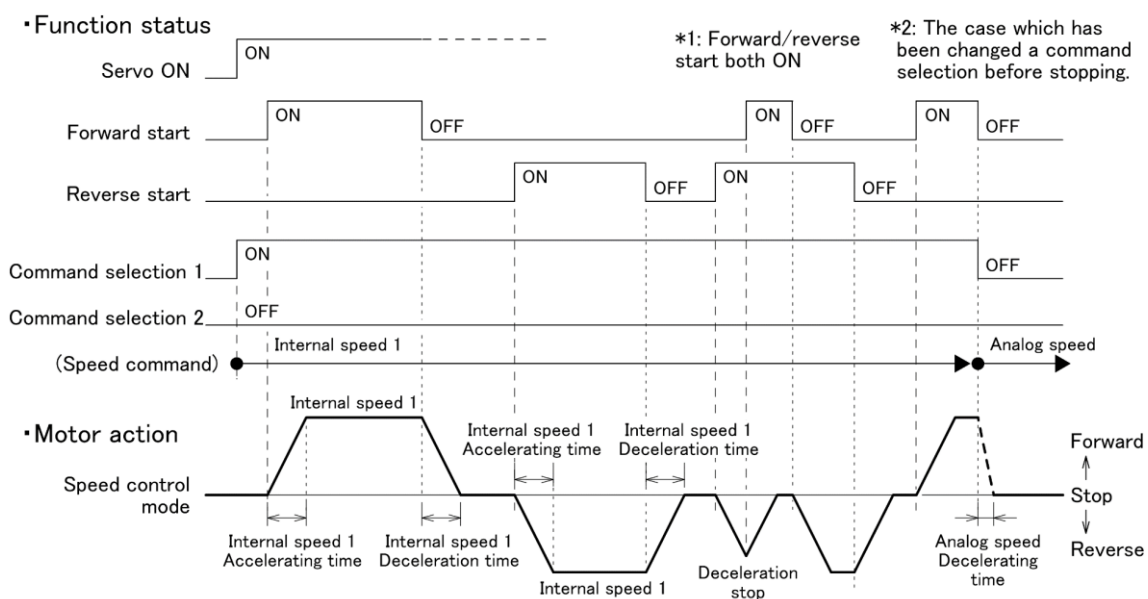 ・Function status
Servo ON
ON
*1: Forward/reverse
start both ON
*2: The case which has
been changed a command
selection before stopping.
Forward start
ON
OFF
ON
OFF
ON
OFF
Reverse start
ON
OFF
ON
OFF
Command selection 1
ON
OFF
Command selection 2
OFF
(Speed command)
Internal speed 1
Analog speed
・Motor action
Speed control
mode
Internal speed 1
Internal speed 1
Accelerating time
Internal speed 1
Deceleration time
Internal speed 1
Accelerating time
Internal speed 1
Deceleration time
Internal speed 1
Deceleration
stop
Analog speed
Decelerating
time
Forward
Stop
Reverse